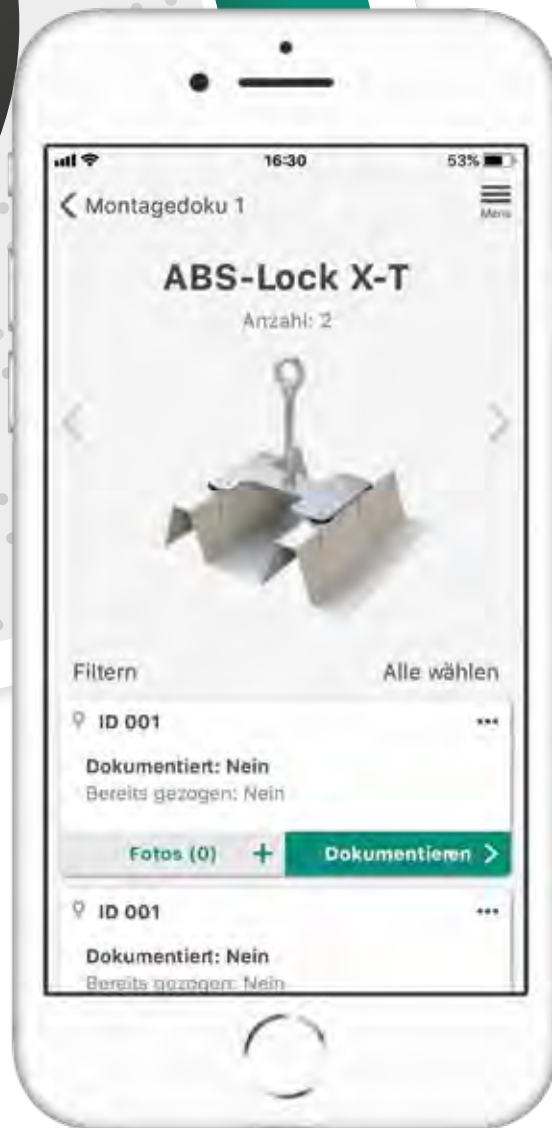 16:30
53%
Montagedoku 1
Menü
ABS-Lock X-T
Anzahl: 2
Filtern
Alle wählen
ID 001
Dokumentiert: Nein
Bereits gezogen: Nein
Fotos (0) +
Dokumentieren
ID 001
Dokumentiert: Nein
Bereits gezogen: Nein